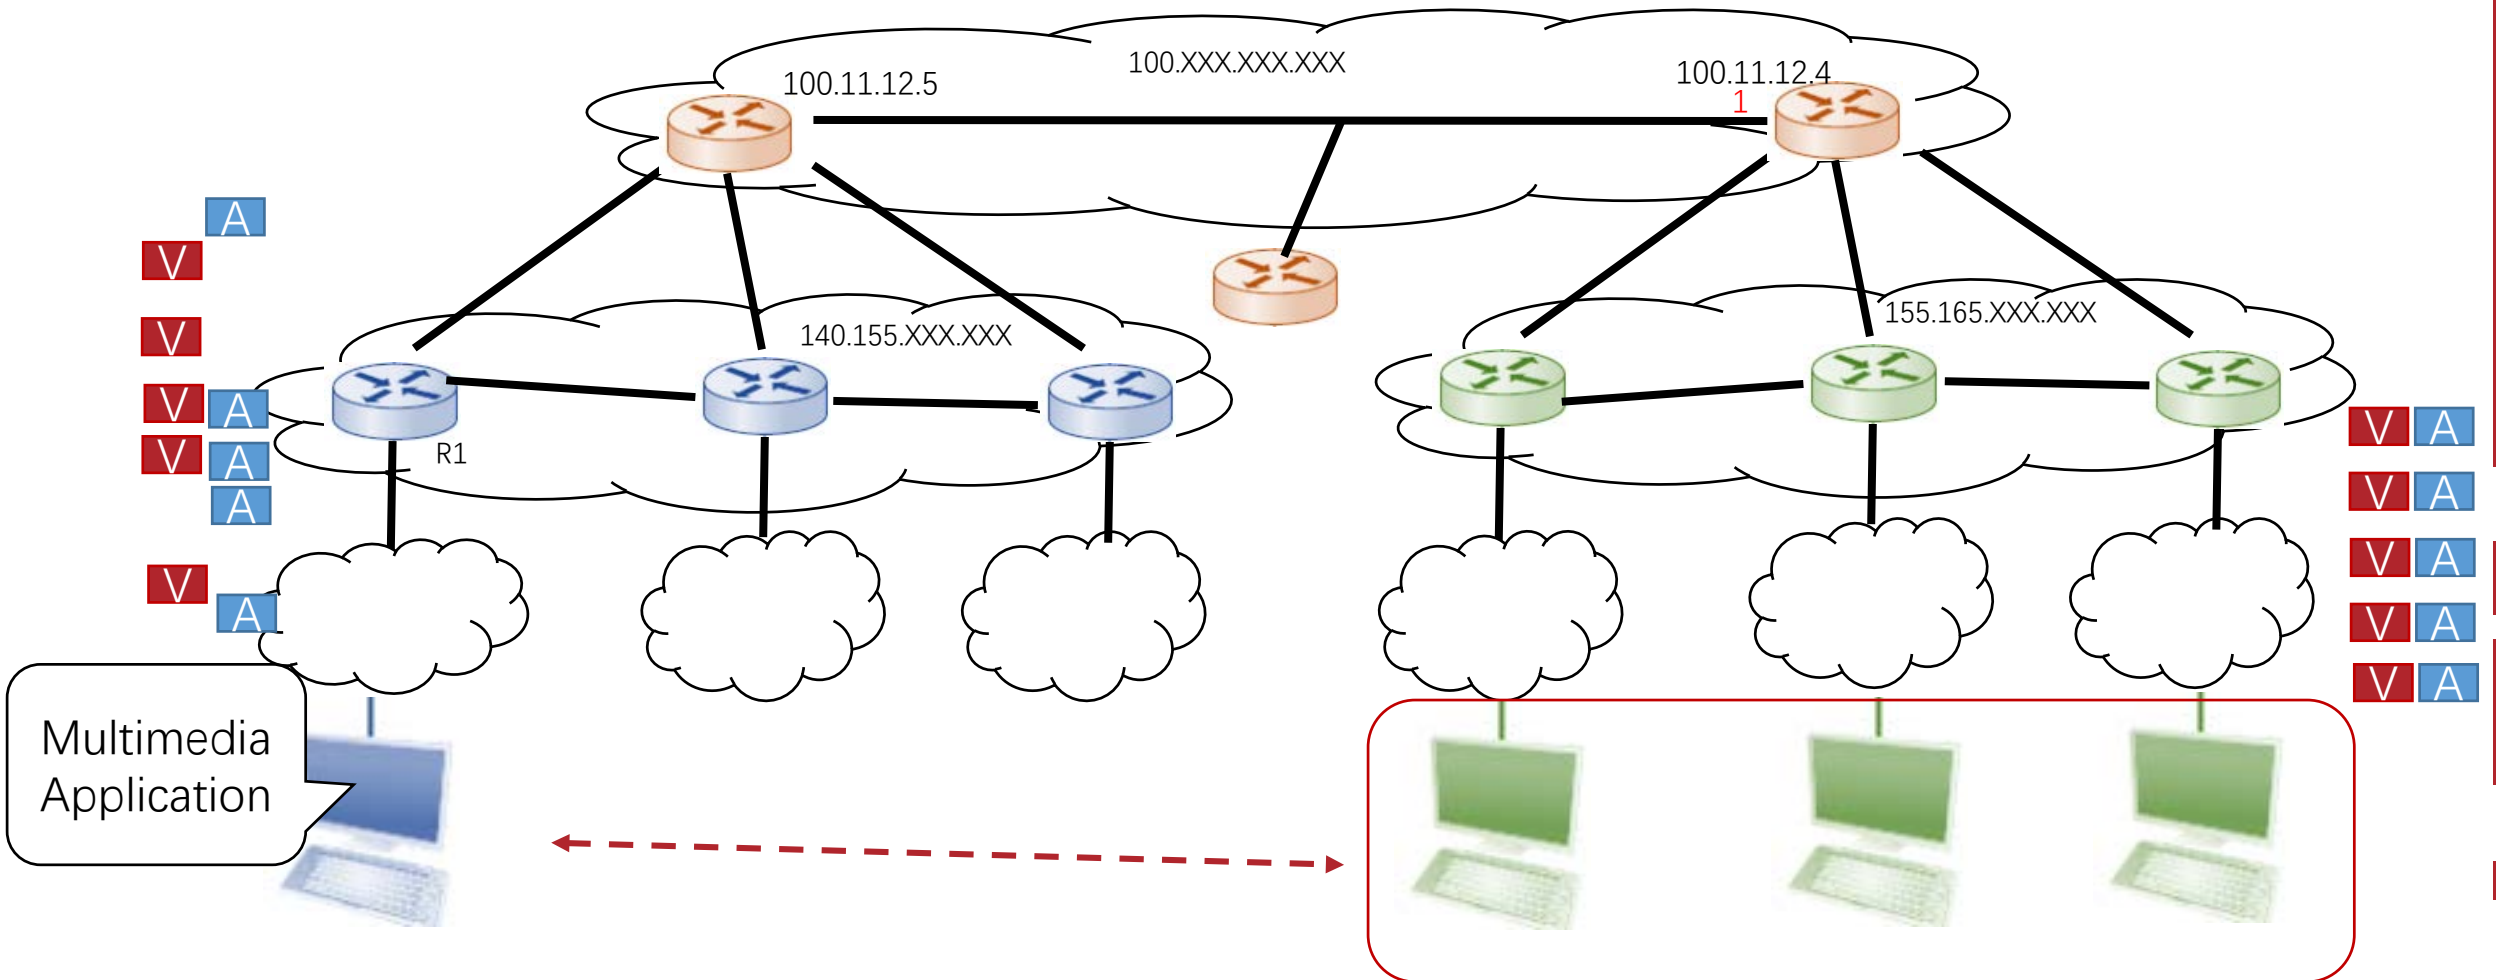 100.XXX.XXX.XXX
100.11.12.5
100.11.12.4
1
A
V
V
V A
V A
A
V
A
140.155.XXX.XXX
155.165.XXX.XXX
R1
V A
V A
V A
V A
V A
Multimedia
Application